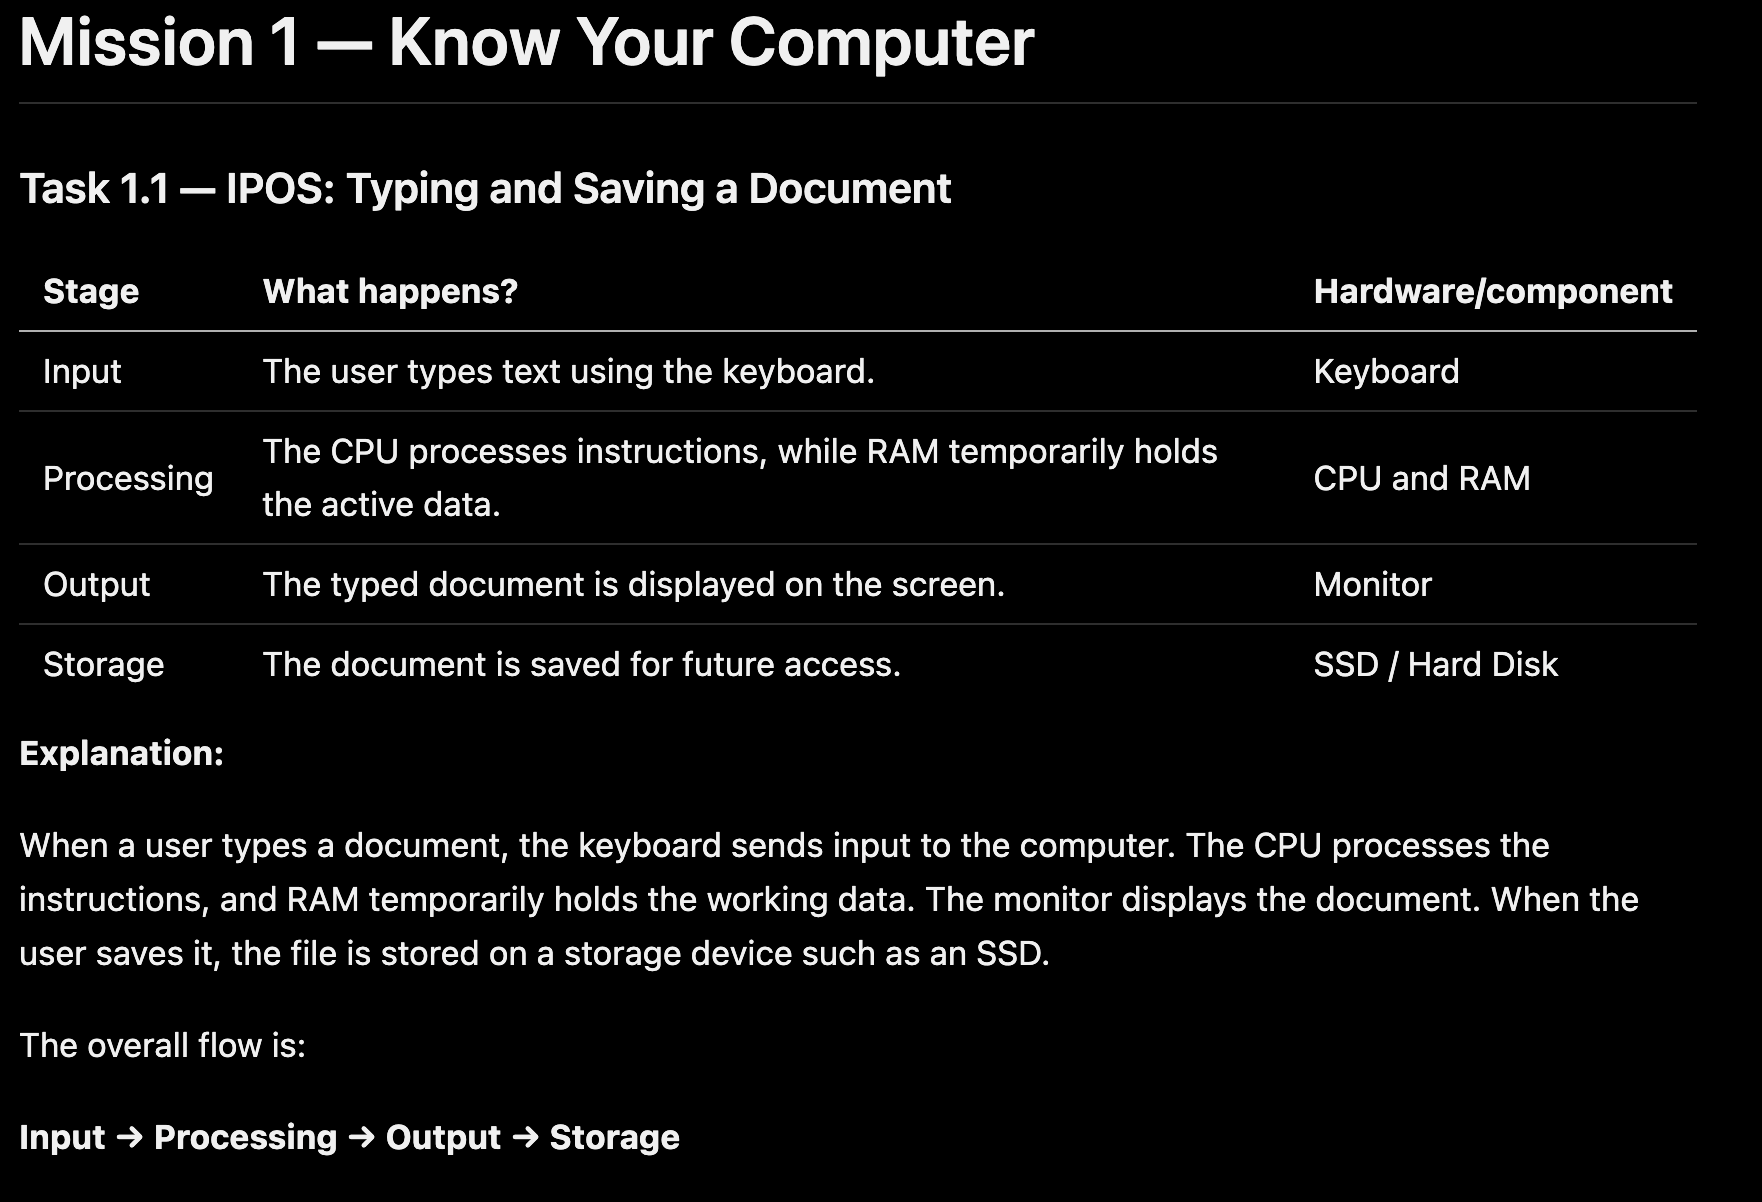 Mission 1 — Know Your Computer
Task 1.1 — IPOS: Typing and Saving a Document
Stage What happens? Hardware/component
Input The user types text using the keyboard. Keyboard
Processing The CPU processes instructions, while RAM temporarily holds
the active data. CPU and RAM
Output The typed document is displayed on the screen. Monitor
Storage The document is saved for future access. SSD / Hard Disk
Explanation:
When a user types a document, the keyboard sends input to the computer. The CPU processes the
instructions, and RAM temporarily holds the working data. The monitor displays the document. When the
user saves it, the file is stored on a storage device such as an SSD.
The overall flow is:
Input → Processing → Output → Storage